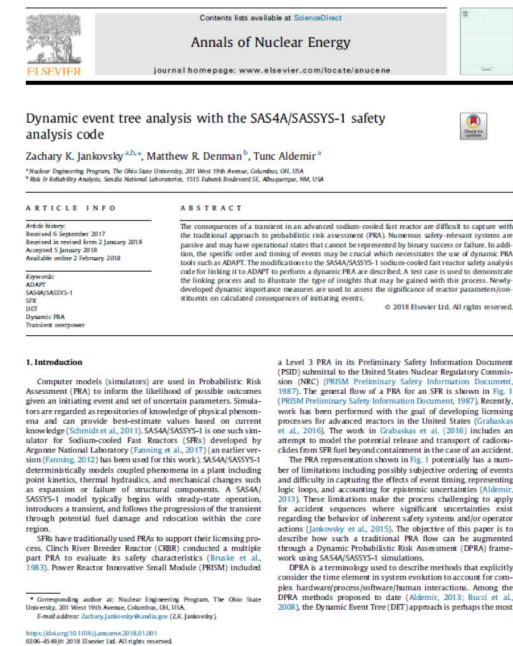 Contents lists available at ScienceDirect
Annals of Nuclear Energy
journal homepage: www.elsevier.com/locate/anucene
ELSEVIER
Check for updates
Dynamic event tree analysis with the SAS4A/SASSYS-1 safety
analysis code
Zachary K. Jankovsky a,b,*, Matthew R. Denman b, Tunc Aldemir a
a Nuclear Engineering Program, The Ohio State University, 201 West 19th Avenue, Columbus, OH, USA
b Risk & Reliability Analysis, Sandia National Laboratories, 1515 Eubank Boulevard SE, Albuquerque, NM, USA
ARTICLE INFO
Article history:
Received 6 September 2017
Received in revised form 2 January 2018
Accepted 5 January 2018
Available online 2 February 2018
Keywords:
ADAPT
SAS4A/SASSYS-1
SFR
DET
Dynamic PRA
Transient overpower
ABSTRACT
The consequences of a transient in an advanced sodium-cooled fast reactor are difficult to capture with
the traditional approach to probabilistic risk assessment (PRA). Numerous safety-relevant systems are
passive and may have operational states that cannot be represented by binary success or failure. In addi-
tion, the specific order and timing of events may be crucial which necessitates the use of dynamic PRA
tools such as ADAPT. The modifications to the SAS4A/SASSYS-1 sodium-cooled fast reactor safety analysis
code for linking it to ADAPT to perform a dynamic PRA are described. A test case is used to demonstrate
the linking process and to illustrate the type of insights that may be gained with this process. Newly-
developed dynamic importance measures are used to assess the significance of reactor parameters/con-
stituents on calculated consequences of initiating events.
© 2018 Elsevier Ltd. All rights reserved.
1. Introduction
Computer models (simulators) are used in Probabilistic Risk
Assessment (PRA) to inform the likelihood of possible outcomes
given an initiating event and set of uncertain parameters. Simula-
tors are regarded as repositories of knowledge of physical phenom-
ena and can provide best-estimate values based on current
knowledge (Schmitt et al., 2011). SAS4A/SASSYS-1 is one such sim-
ulator for Sodium-cooled Fast Reactors (SFRs) developed by
Argonne National Laboratory (Fanning et al., 2017) (an earlier ver-
sion (Fanning, 2012) has been used for this work). SAS4A/SASSYS-1
deterministically models coupled phenomena in a plant including
point kinetics, thermal hydraulics, and mechanical changes such
as expansion or failure of structural components. A SAS4A/
SASSYS-1 model typically begins with steady-state operation,
introduces a transient, and follows the progression of the transient
through potential fuel damage and relocation within the core
region.
SFRs have traditionally used PRAs to support their licensing pro-
cess. Clinch River Breeder Reactor (CRBR) conducted a multiple
part PRA to evaluate its safety characteristics (Bruske et al.,
1983). Power Reactor Innovative Small Module (PRISM) included
* Corresponding author at: Nuclear Engineering Program, The Ohio State
University, 201 West 19th Avenue, Columbus, OH, USA.
E-mail address: Zachary.Jankovsky@sandia.gov (Z.K. Jankovsky).
https://doi.org/10.1016/j.anucene.2018.01.001
0306-4549/© 2018 Elsevier Ltd. All rights reserved.
a Level 3 PRA in its Preliminary Safety Information Document
(PSID) submittal to the United States Nuclear Regulatory Commis-
sion (NRC) (PRISM Preliminary Safety Information Document,
1987). The general flow of a PRA for an SFR is shown in Fig. 1
(PRISM Preliminary Safety Information Document, 1987). Recently,
work has been performed with the goal of developing licensing
processes for advanced reactors in the United States (Grabaskas
et al., 2016). The work in Grabaskas et al. (2016) includes an
attempt to model the potential release and transport of radionu-
clides from SFR fuel beyond containment in the case of an accident.
The PRA representation shown in Fig. 1 potentially has a num-
ber of limitations including possibly subjective ordering of events
and difficulty in capturing the effects of event timing, representing
logic loops, and accounting for epistemic uncertainties (Aldemir,
2013). These limitations make the process challenging to apply
for accident sequences where significant uncertainties exist
regarding the behavior of inherent safety systems and/or operator
actions (Jankovsky et al., 2015). The objective of this paper is to
describe how such a traditional PRA flow can be augmented
through a Dynamic Probabilistic Risk Assessment (DPRA) frame-
work using SAS4A/SASSYS-1 simulations.
DPRA is a terminology used to describe methods that explicitly
consider the time element in system evolution to account for com-
plex hardware/process/software/human interactions. Among the
DPRA methods proposed to date (Aldemir, 2013; Bucci et al.,
2008), the Dynamic Event Tree (DET) approach is perhaps the most